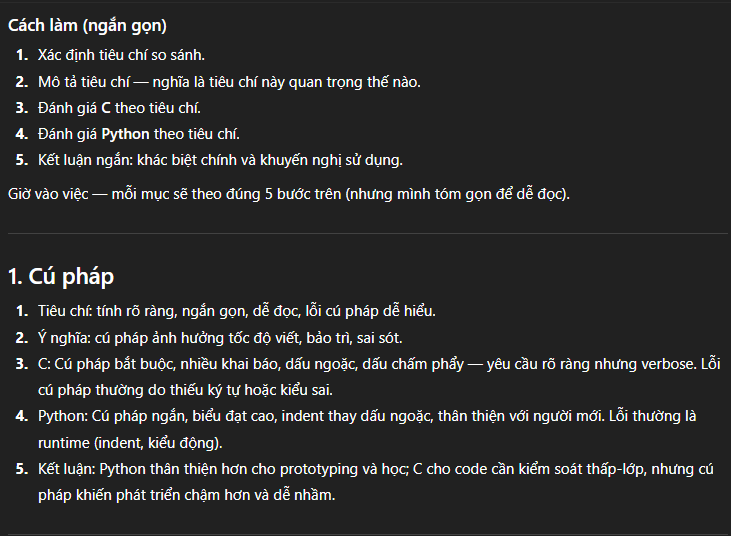 Cách làm (ngắn gọn)
1. Xác định tiêu chí so sánh.
2. Mô tả tiêu chí — nghĩa là tiêu chí này quan trọng thế nào.
3. Đánh giá C theo tiêu chí.
4. Đánh giá Python theo tiêu chí.
5. Kết luận ngắn: khác biệt chính và khuyến nghị sử dụng.
Giờ vào việc — mỗi mục sẽ theo đúng 5 bước trên (nhưng mình tóm gọn để dễ đọc).
1. Cú pháp
1. Tiêu chí: tính rõ ràng, ngắn gọn, dễ đọc, lỗi cú pháp dễ hiểu.
2. Ý nghĩa: cú pháp ảnh hưởng tốc độ viết, bảo trì, sai sót.
3. C: Cú pháp bắt buộc, nhiều khai báo, dấu ngoặc, dấu chấm phẩy — yêu cầu rõ ràng nhưng verbose. Lỗi
cú pháp thường do thiếu ký tự hoặc kiểu sai.
4. Python: Cú pháp ngắn, biểu đạt cao, indent thay dấu ngoặc, thân thiện với người mới. Lỗi thường là
runtime (indent, kiểu động).
5. Kết luận: Python thân thiện hơn cho prototyping và học; C cho code cần kiểm soát thấp-lớp, nhưng cú
pháp khiến phát triển chậm hơn và dễ nhầm.